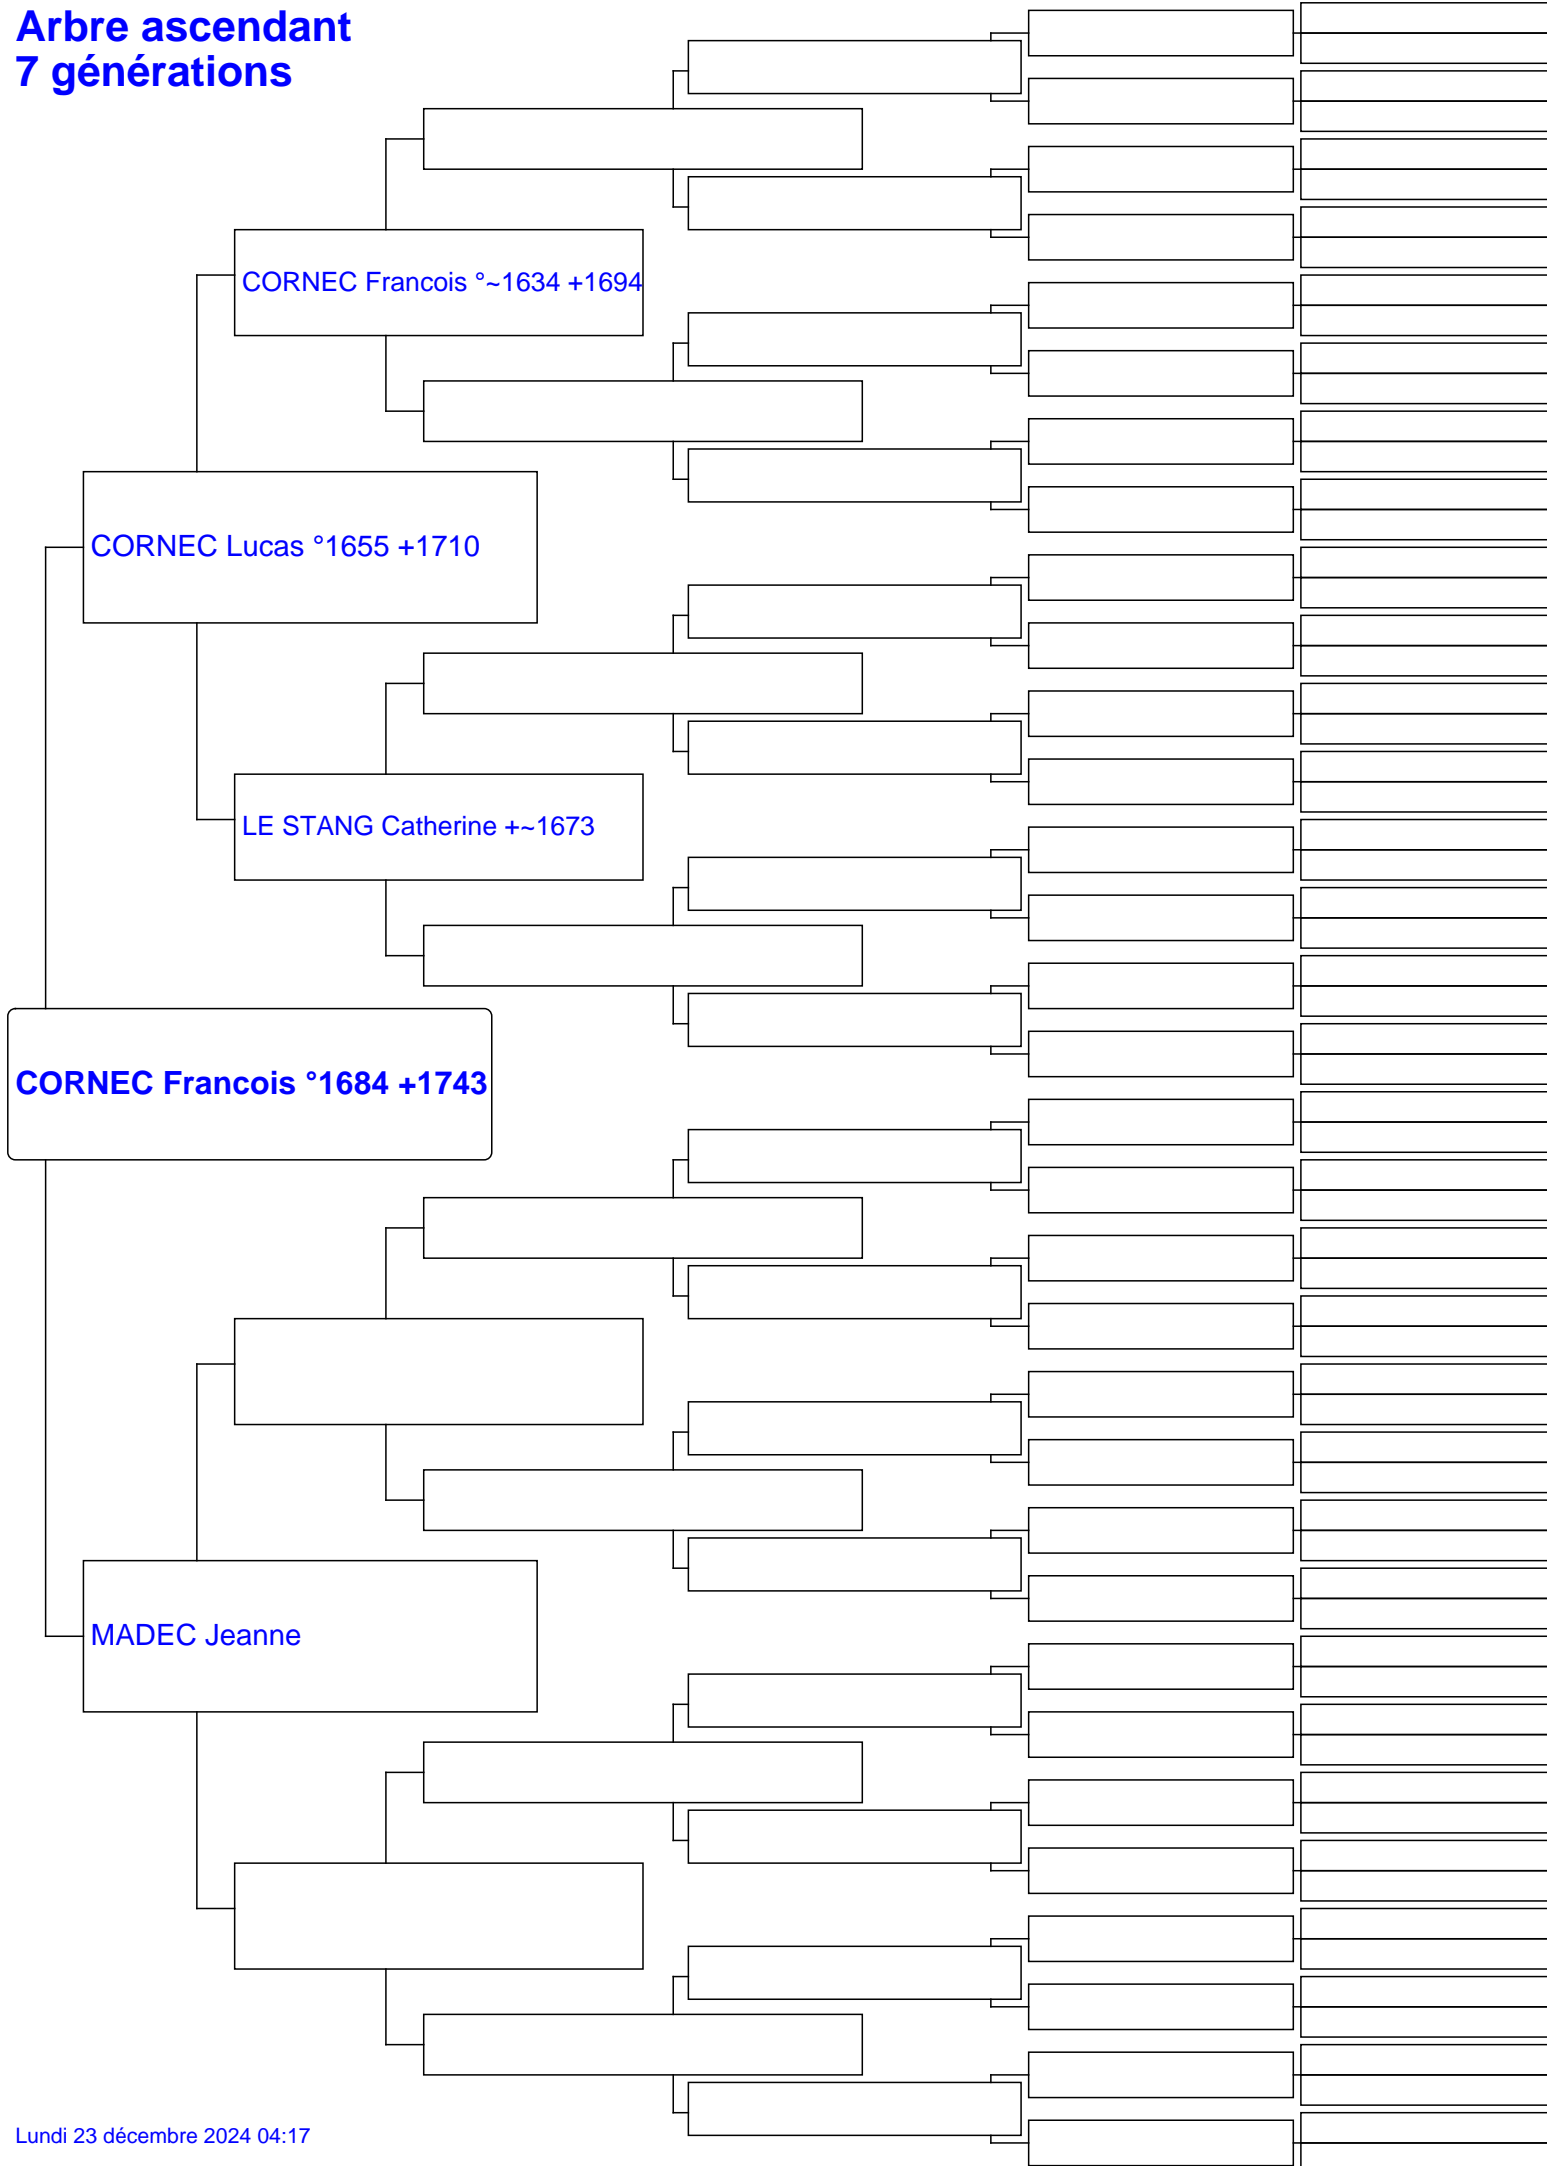 Arbre ascendant
7 générations
CORNEC Francois °~1634 +1694
CORNEC Lucas °1655 +1710
LE STANG Catherine +~1673
CORNEC Francois °1684 +1743
MADEC Jeanne
Lundi 23 décembre 2024 04:17